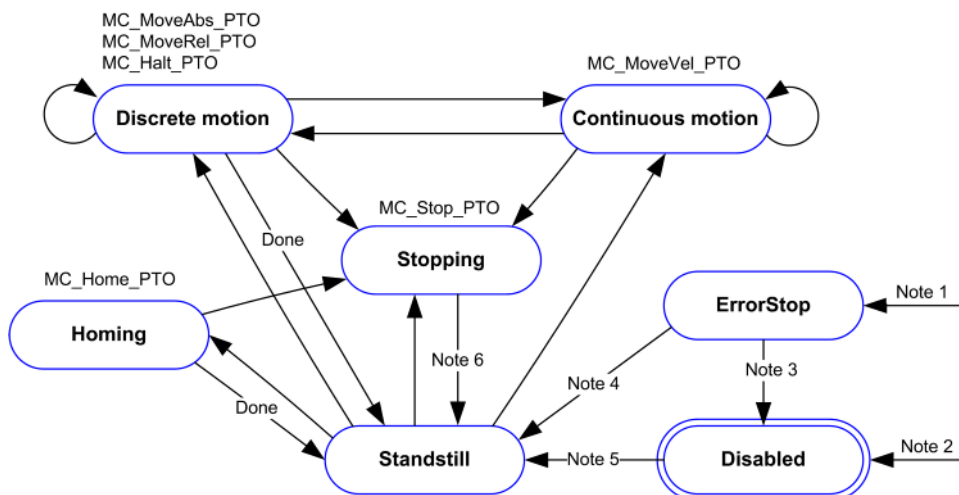 MC_MoveAbs_PTO
MC_MoveRel_PTO
MC_Halt_PTO
MC_MoveVel_PTO
Discrete motion
Continuous motion
MC_Stop_PTO
Done
Stopping
MC_Home_PTO
ErrorStop
Note 1
Homing
Note 6
Note 3
Note 4
Done
Standstill
Note 5
Disabled
Note 2